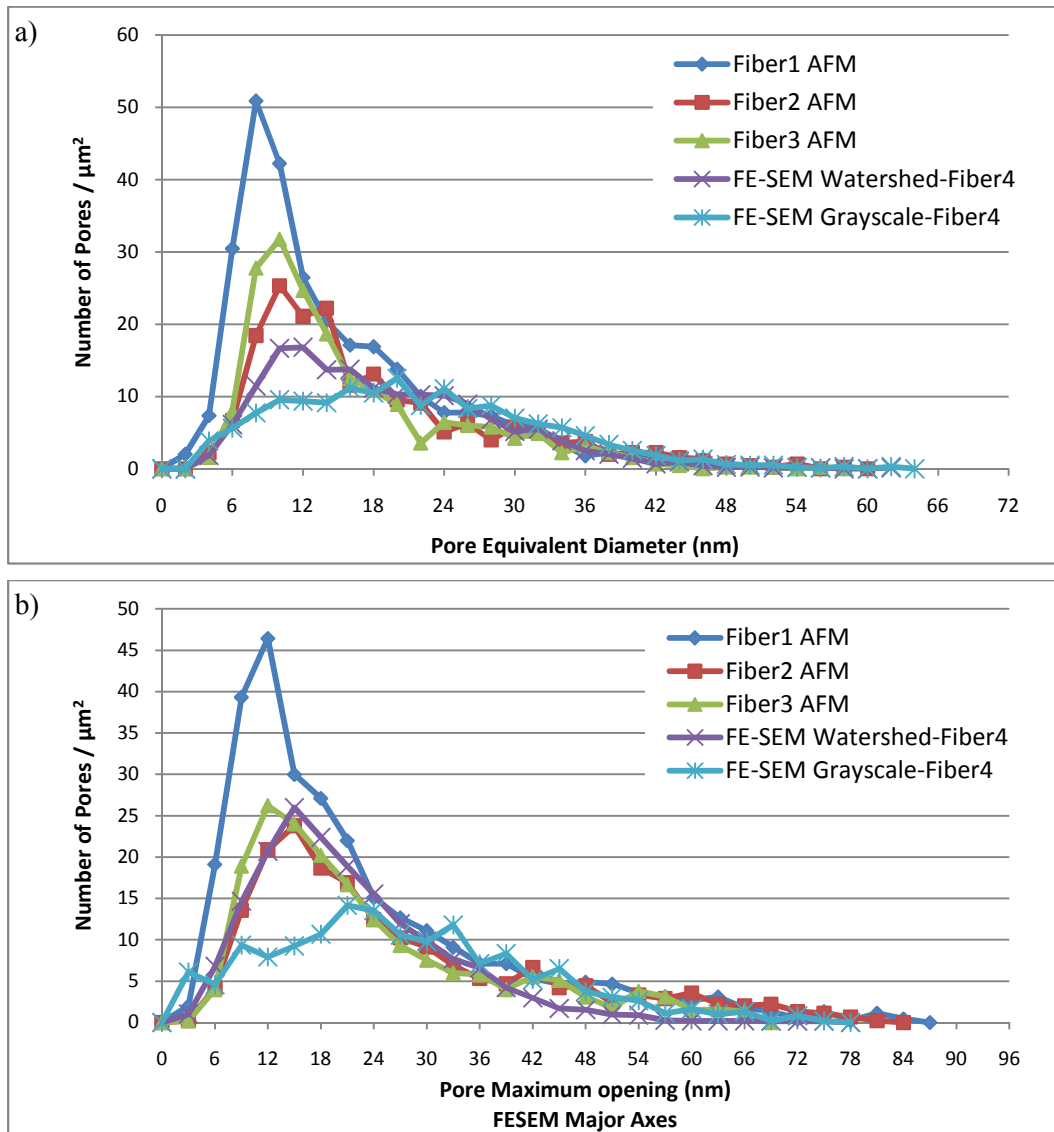 a)
60
50
40
30
20
10
0
Number of Pores / µm²
Fiber1 AFM
Fiber2 AFM
Fiber3 AFM
FE-SEM Watershed-Fiber4
FE-SEM Grayscale-Fiber4
0 6 12 18 24 30 36 42 48 54 60 66 72
Pore Equivalent Diameter (nm)
b)
50
45
40
35
30
25
20
15
10
5
0
Number of Pores / µm²
Fiber1 AFM
Fiber2 AFM
Fiber3 AFM
FE-SEM Watershed-Fiber4
FE-SEM Grayscale-Fiber4
0 6 12 18 24 30 36 42 48 54 60 66 72 78 84 90 96
Pore Maximum opening (nm)
FESEM Major Axes